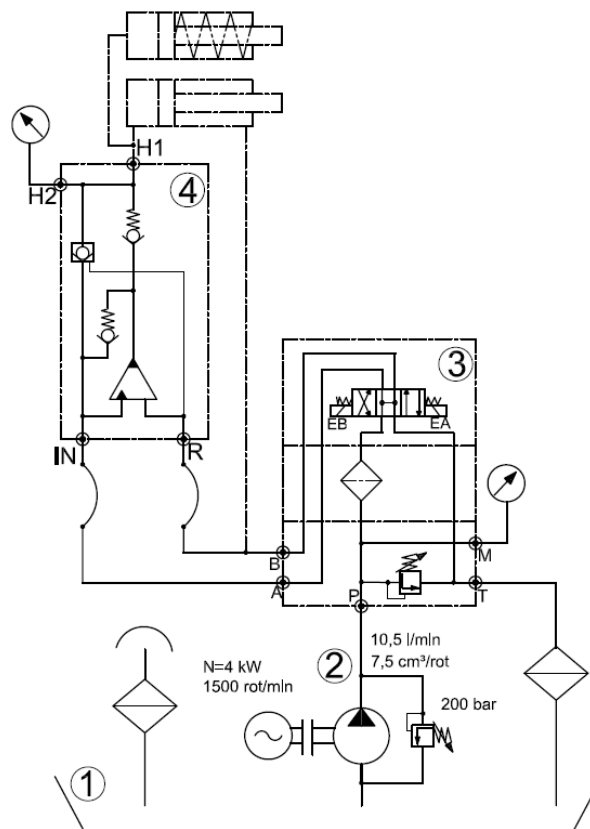 H1
H2
4
3
EB
EA
IN
R
B
M
A
P
T
10,5 l/mln
7,5 cm³/rot
N=4 kW
1500 rot/mln
2
200 bar
1